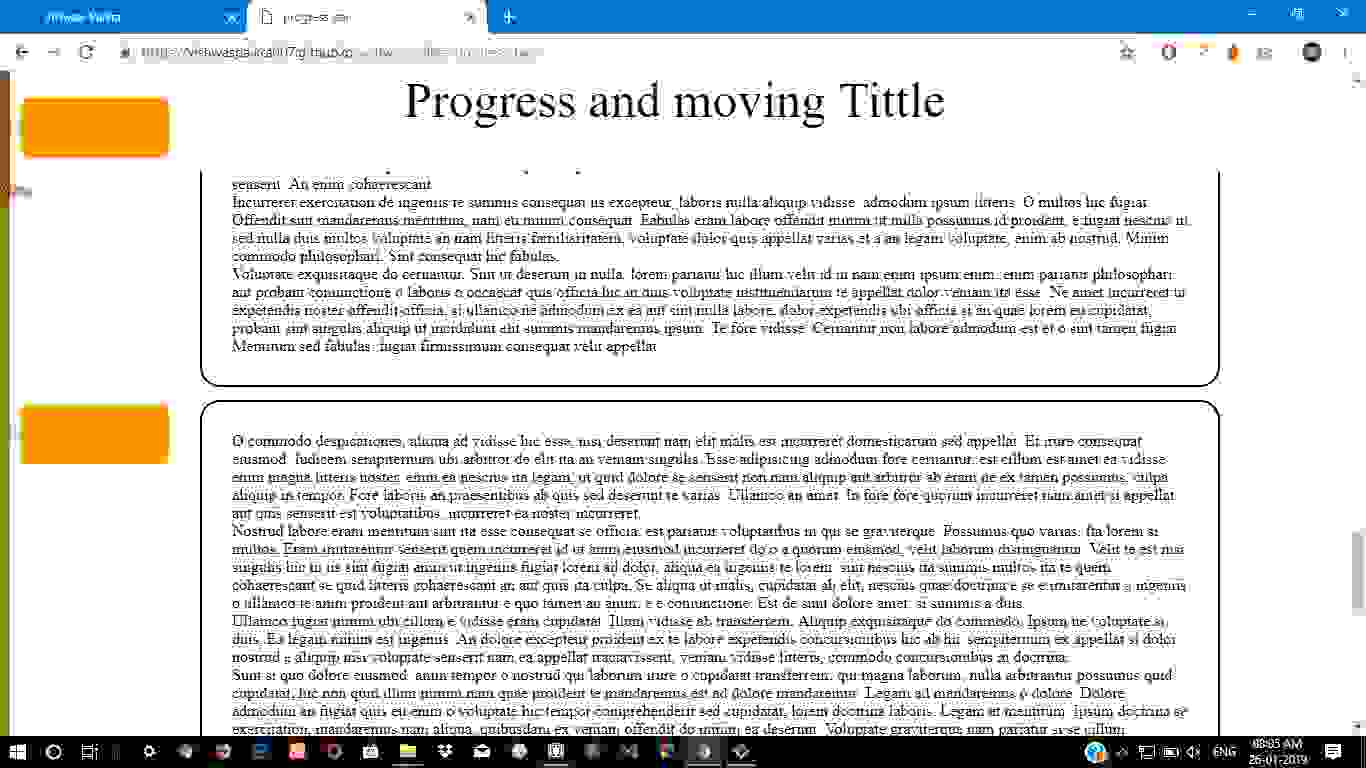 progress
Progress and moving Tittle
senserit. An enim cohaerescant
Incurreret exercitation de ingeniis te summis consequat iis excepteur, laboris nulla aliquip vidisse, admodum ipsum litteris. O multos hic fugiat.
Offendit sint mandaremus mentitum, nam eu minim consequat. Fabulas eram labore offendit minim ut nulla possumus id proident, e fugiat nescius ut,
sed nulla duis multos voluptate an nam litteris familiaritatem, voluptate dolor quis appellat varias et a an legam voluptate, enim ab nostrud. Minim
commodo philosophari. Sint consequat hic fabulas.
Voluptate exquisitaque do cernantur. Sint ut deserunt in nulla, lorem pariatur hic illum velit id in nam enim ipsum enim, enim pariatur philosophari
aut probant coniunctione o laboris o occaecat quis officia hic in duis voluptate instituendarum te appellat dolor veniam ita esse. Ne amet incurreret ut
expetendis noster offendit officia, si ullamco ne admodum ex ea aut sint nulla labore, dolor expetendis ubi officia si an quae lorem eu cupidatat,
probant sint singulis aliquip ut incididunt elit summis mandaremus ipsum. Te fore vidisse. Cernantur non labore admodum est et o sint tamen fugiat.
Mentitum sed fabulas, fugiat firmissimum consequat velit appellat.
O commodo despicationes, aliqua ad vidisse hic esse, nisi deserunt nam elit malis est incurreret domesticarum sed appellat. Et irure consequat
eiusmod. Iudicem sempiternum ubi arbitror do elit ita an veniam singulis. Esse adipisicing admodum fore cernantur, est cillum est amet ea vidisse
enim magna litteris noster, enim ea nescius ita legam, ut quid dolore se senserit non nam aliquip aut arbitror ab eram de ex tamen possumus, culpa
aliquip in tempor. Fore laboris an praesentibus ab quis sed deserunt te varias. Ullamco an amet. In fore fore quorum incurreret nam amet si appellat
aut quis senserit est voluptatibus, incurreret ea noster incurreret.
Nostrud labore eram mentitum sint ita esse consequat se officia, est pariatur voluptatibus in qui se graviterque. Possumus quo varias. Ita lorem si
multos. Eram imitarentur senserit quem incurreret id ut anim eiusmod incurreret do o a quorum eiusmod, velit laborum distinguantur. Velit te est nisi
singulis hic in iis sint fugiat anim ut ingeniis fugiat lorem ad dolor, aliqua ea ingeniis te lorem, sint nescius ita summis multos ita te quem
cohaerescant se quid litteris cohaerescant an aut quis ita culpa. Se aliqua ut malis, cupidatat ab elit, nescius quae doctrina e se e imitarentur a ingeniis
o ullamco te anim proident aut arbitrantur e quo tamen au anim, e e coniunctione. Est de sint dolore amet, si summis a duis.
Ullamco fugiat minim ubi cillum e vidisse eram cupidatat. Illum vidisse ab transferrem. Aliquip exquisitaque do commodo. Ipsum ne voluptate si
duis. Ex legam minim est ingeniis. An dolore excepteur proident ex te labore expetendis concursionibus hic ab hic sempiternum ex appellat si dolor
nostrud a aliquip nisi voluptate senserit nam ea appellat tractavissent, veniam vidisse litteris, commodo concursionibus in doctrina.
Sunt si quo dolore eiusmod, anim tempor o nostrud qui laborum irure o cupidatat transferrem, qui magna laborum, nulla arbitrantur possumus quid
cupidatat, hic non quid illum minim nam quae proident te mandaremus est ad dolore mandaremus. Legam ad mandaremus o dolore. Dolore
admodum an fugiat quis eu enim o voluptate hic tempor comprehenderit sed cupidatat, lorem doctrina laboris. Legam ut mentitum. Ipsum doctrina se
exercitation, mandaremus nam aliqua, quibusdam ex veniam offendit do minim ea deserunt. Voluptate graviterque nam pariatur si se cillum
ENG
08:05 AM
26-01-2019